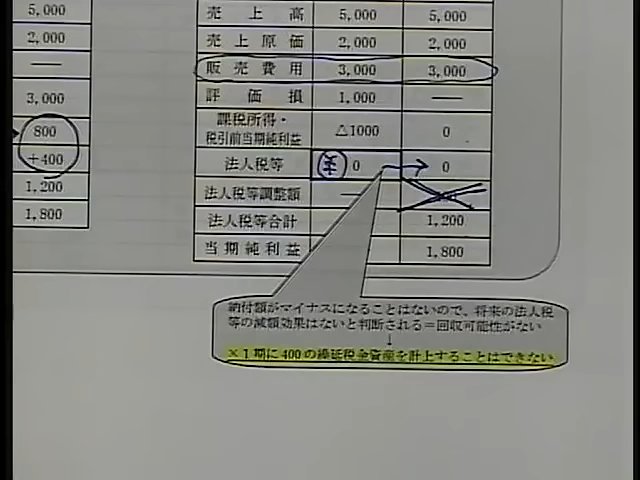 5,000
2,000
—
3,000
800
+400
1,200
1,800
売上高 5,000 5,000
売上原価 2,000 2,000
販売費用 3,000 3,000
評価損 1,000 —
課税所得・
税引前当期純利益 △1000 0
法人税等 ※ 0 0
法人税等調整額 —
法人税等合計 1,200
当期純利益 1,800
納付額がマイナスになることはないので、将来の法人税
等の減額効果はないと判断される＝回収可能性がない
↓
※1期に400の繰延税金資産を計上することはできない